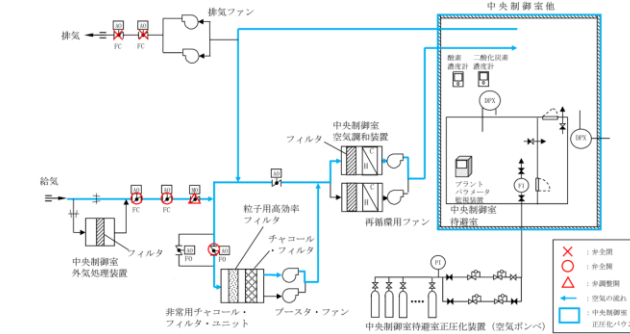 中央制御室他
排気ファン
排気
AO
AO
FC
FC
酸素
濃度計
二酸化炭素
濃度計
DPX
DPX
中央制御室
空気調和装置
フィルタ
C
H
C
H
AO
給気
AO
AO
MO
FC
FC
粒子用高効率
フィルタ
再循環用ファン
プラント
パラメータ
監視装置
FI
中央制御室
待避室
チャコール
・フィルタ
フィルタ
中央制御室
外気処理装置
AO
FO
AO
FO
PI
非常用チャコール・
フィルタ・ユニット
ブースタ・ファン
中央制御室待避室正圧化装置（空気ボンベ）
：弁全閉
：弁全開
：弁調整開
：空気の流れ
：中央制御室
正圧化バウ